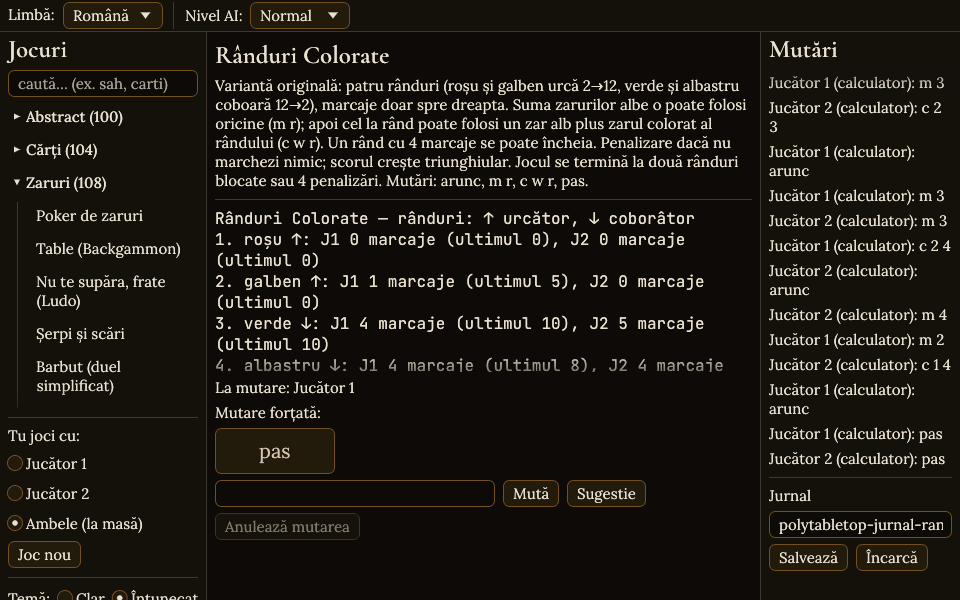 Limbă: Română ▼ Nivel AI: Normal ▼
Jocuri
caută... (ex. sah, carti)
▸ Abstract (100)
▸ Cărți (104)
▾ Zaruri (108)
Poker de zaruri
Table (Backgammon)
Nu te supăra, frate
(Ludo)
Șerpi și scări
Barbut (duel
simplificat)
Tu joci cu:
Jucător 1
Jucător 2
Ambele (la masă)
Joc nou
Temă: Clar Întunecat
Rânduri Colorate
Variantă originală: patru rânduri (roșu și galben urcă 2→12, verde și albastru
coboară 12→2), marcaje doar spre dreapta. Suma zarurilor albe o poate folosi
oricine (m r); apoi cel la rând poate folosi un zar alb plus zarul colorat al
rândului (c w r). Un rând cu 4 marcaje se poate încheia. Penalizare dacă nu
marchezi nimic; scorul crește triunghiular. Jocul se termină la două rânduri
blocate sau 4 penalizări. Mutări: arunc, m r, c w r, pas.
Rânduri Colorate — rânduri: ↑ urcător, ↓ coborâtor
1. roșu ↑: J1 0 marcaje (ultimul 0), J2 0 marcaje
(ultimul 0)
2. galben ↑: J1 1 marcaje (ultimul 5), J2 0 marcaje
(ultimul 0)
3. verde ↓: J1 4 marcaje (ultimul 10), J2 5 marcaje
(ultimul 10)
4. albastru ↓: J1 4 marcaje (ultimul 8), J2 4 marcaje
La mutare: Jucător 1
Mutare forțată:
pas
Mută Sugestie
Anulează mutarea
Mutări
Jucător 1 (calculator): m 3
Jucător 2 (calculator): c 2
3
Jucător 1 (calculator):
arunc
Jucător 1 (calculator): m 3
Jucător 2 (calculator): m 3
Jucător 1 (calculator): c 2 4
Jucător 2 (calculator):
arunc
Jucător 2 (calculator): m 4
Jucător 1 (calculator): m 2
Jucător 2 (calculator): c 1 4
Jucător 1 (calculator):
arunc
Jucător 1 (calculator): pas
Jucător 2 (calculator): pas
Jurnal
polytabletop-jurnal-ran
Salvează Încarcă